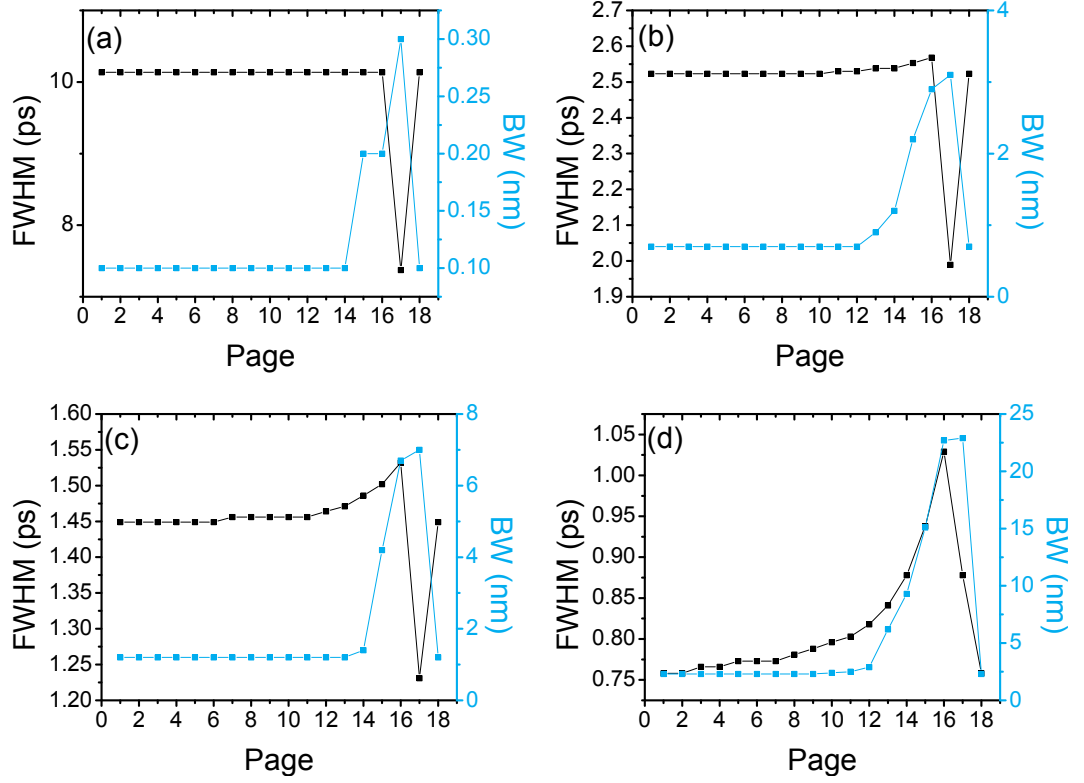 (a)
FWHM (ps)
10
8
BW (nm)
0.30
0.25
0.20
0.15
0.10
0 2 4 6 8 10 12 14 16 18
Page
(b)
FWHM (ps)
2.7
2.6
2.5
2.4
2.3
2.2
2.1
2.0
1.9
BW (nm)
4
2
0
0 2 4 6 8 10 12 14 16 18
Page
(c)
FWHM (ps)
1.60
1.55
1.50
1.45
1.40
1.35
1.30
1.25
1.20
BW (nm)
8
6
4
2
0
0 2 4 6 8 10 12 14 16 18
Page
(d)
FWHM (ps)
1.05
1.00
0.95
0.90
0.85
0.80
0.75
BW (nm)
25
20
15
10
5
0
0 2 4 6 8 10 12 14 16 18
Page